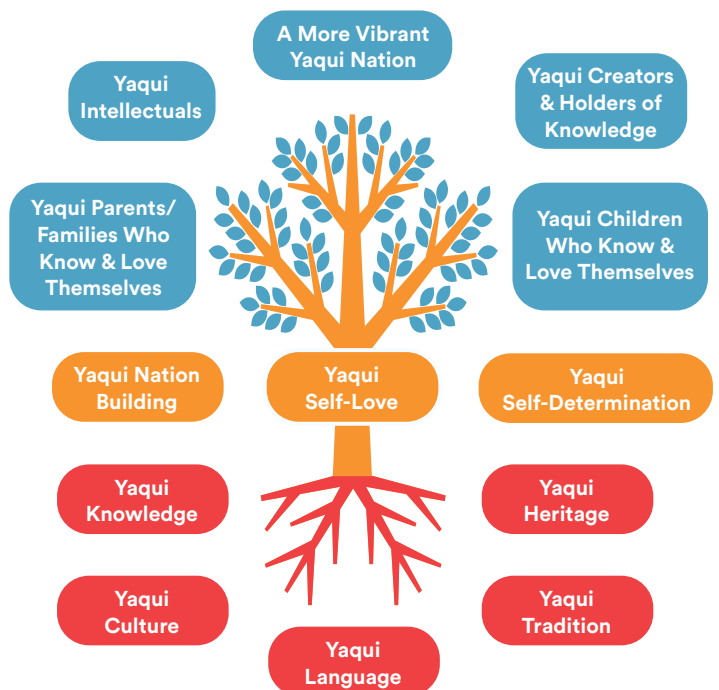 A More Vibrant
Yaqui Nation
Yaqui
Intellectuals
Yaqui Creators
& Holders of
Knowledge
Yaqui Parents/
Families Who
Know & Love
Themselves
Yaqui Children
Who Know &
Love Themselves
Yaqui Nation
Building
Yaqui
Self-Love
Yaqui
Self-Determination
Yaqui
Knowledge
Yaqui
Heritage
Yaqui
Culture
Yaqui
Tradition
Yaqui
Language